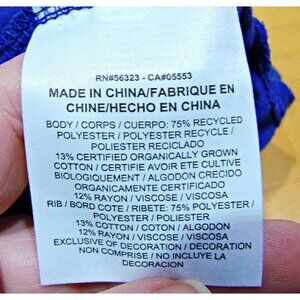 RN#56323 - CA#05553
MADE IN CHINA/FABRIQUE EN
CHINE/HECHO EN CHINA
BODY / CORPS / CUERPO: 75% RECYCLED
POLYESTER / POLYESTER RECYCLE /
POLIESTER RECICLADO
13% CERTIFIED ORGANICALLY GROWN
COTTON / CERTIFIE AVOIR ETE CULTIVE
BIOLOGIQUEMENT / ALGODON CRECIDO
ORGANICAMENTE CERTIFICADO
12% RAYON / VISCOSE / VISCOSA
RIB / BORD COTE / RIBETE: 75% POLYESTER /
POLYESTER / POLIESTER
13% COTTON / COTON / ALGODON
12% RAYON / VISCOSE / VISCOSA
EXCLUSIVE OF DECORATION / DECORATION
NON COMPRISE / NO INCLUYE LA
DECORACION